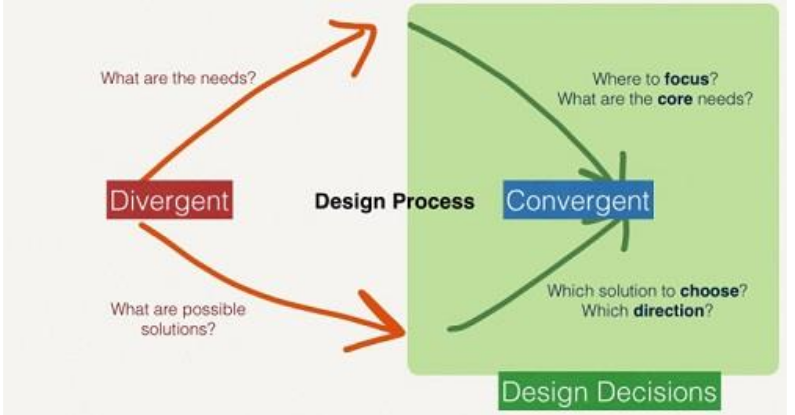 What are the needs?
Where to focus?
What are the core needs?
Divergent
Design Process
Convergent
What are possible
solutions?
Which solution to choose?
Which direction?
Design Decisions